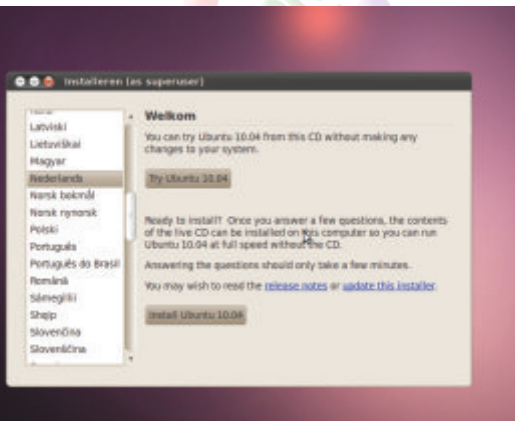 Installeren (as superuser)
Latviski
Lietuviškai
Magyar
Nederlands
Norsk bokmål
Norsk nynorsk
Polski
Português
Português do Brasil
Română
Sámegillii
Shqip
Slovenčina
Slovenščina
Welkom
You can try Ubuntu 10.04 from this CD without making any
changes to your system.
Try Ubuntu 10.04
Ready to install? Once you answer a few questions, the contents
of the live CD can be installed on this computer so you can run
Ubuntu 10.04 at full speed without the CD.
Answering the questions should only take a few minutes.
You may wish to read the release notes or update this installer.
Install Ubuntu 10.04